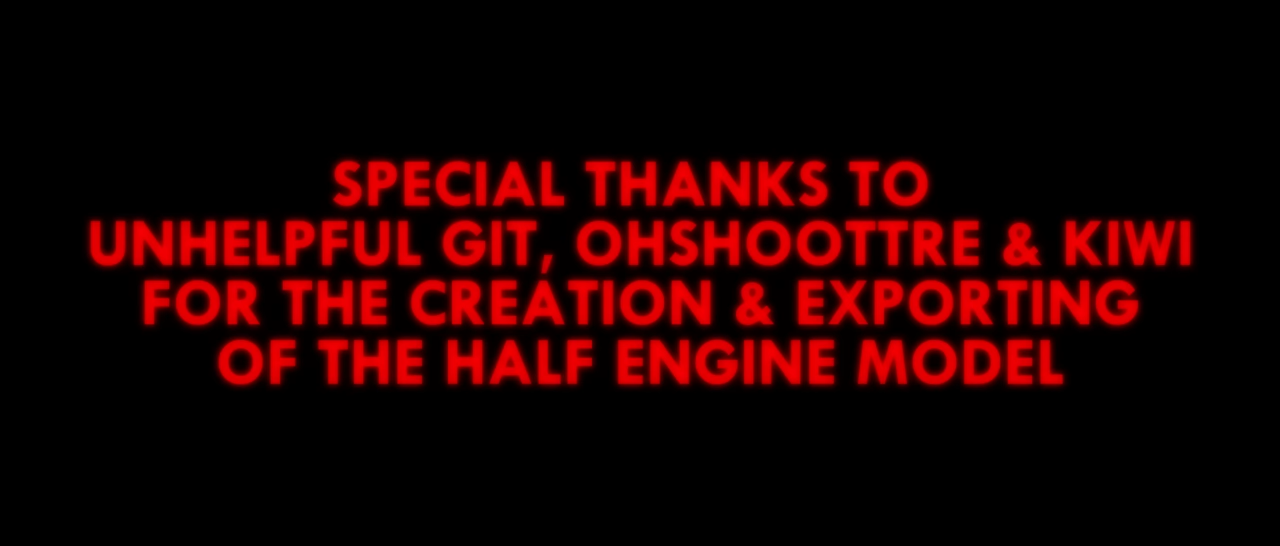 SPECIAL THANKS TO
UNHELPFUL GIT, OHSHOOTTRE & KIWI
FOR THE CREATION & EXPORTING
OF THE HALF ENGINE MODEL